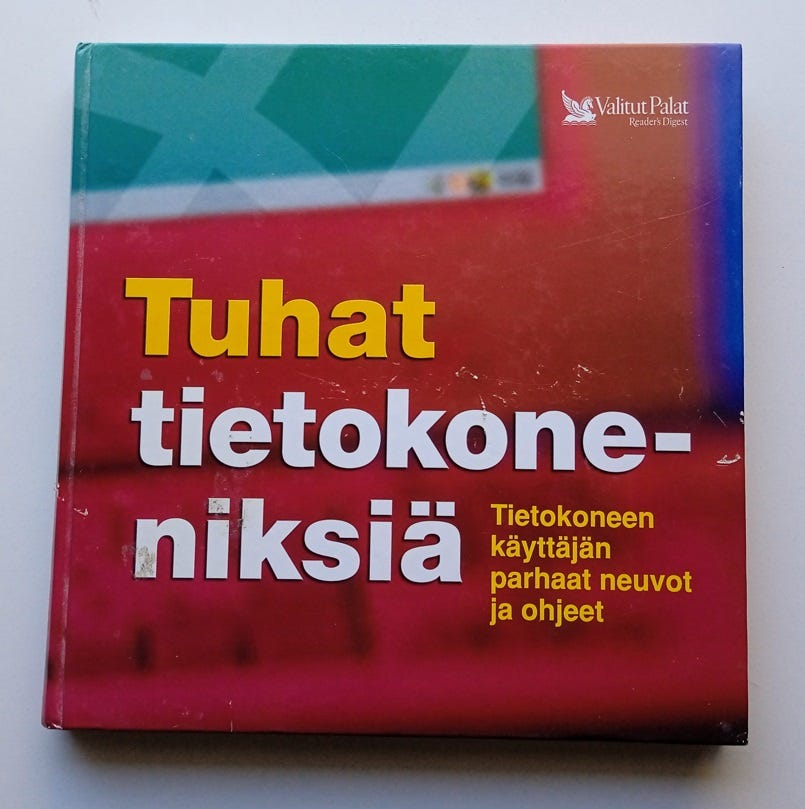 Valitut Palat
Reader's Digest
Tuhat
tietokone-
niksiä
Tietokoneen
käyttäjän
parhaat neuvot
ja ohjeet